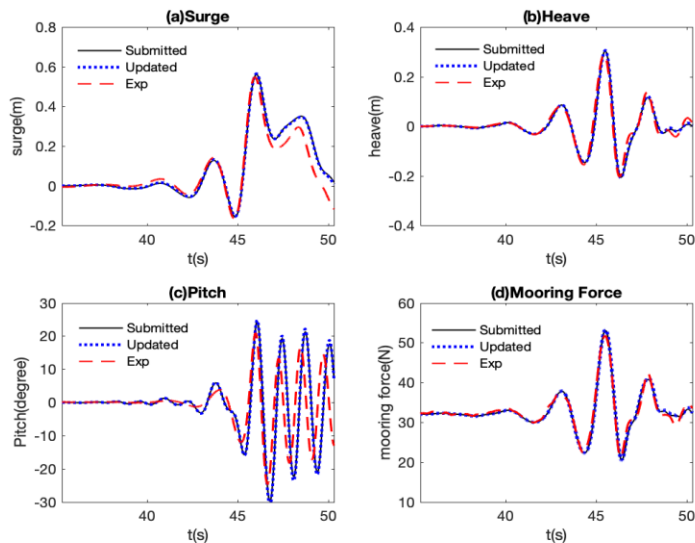 (a)Surge
0.8
0.6
0.4
0.2
0
-0.2
surge(m)
Submitted
Updated
Exp
40
45
50
t(s)
(b)Heave
0.4
0.2
0
-0.2
-0.4
heave(m)
Submitted
Updated
Exp
40
45
50
t(s)
(c)Pitch
30
20
10
0
-10
-20
-30
Pitch(degree)
Submitted
Updated
Exp
40
45
50
t(s)
(d)Mooring Force
60
50
40
30
20
10
mooring force(N)
Submitted
Updated
Exp
40
45
50
t(s)